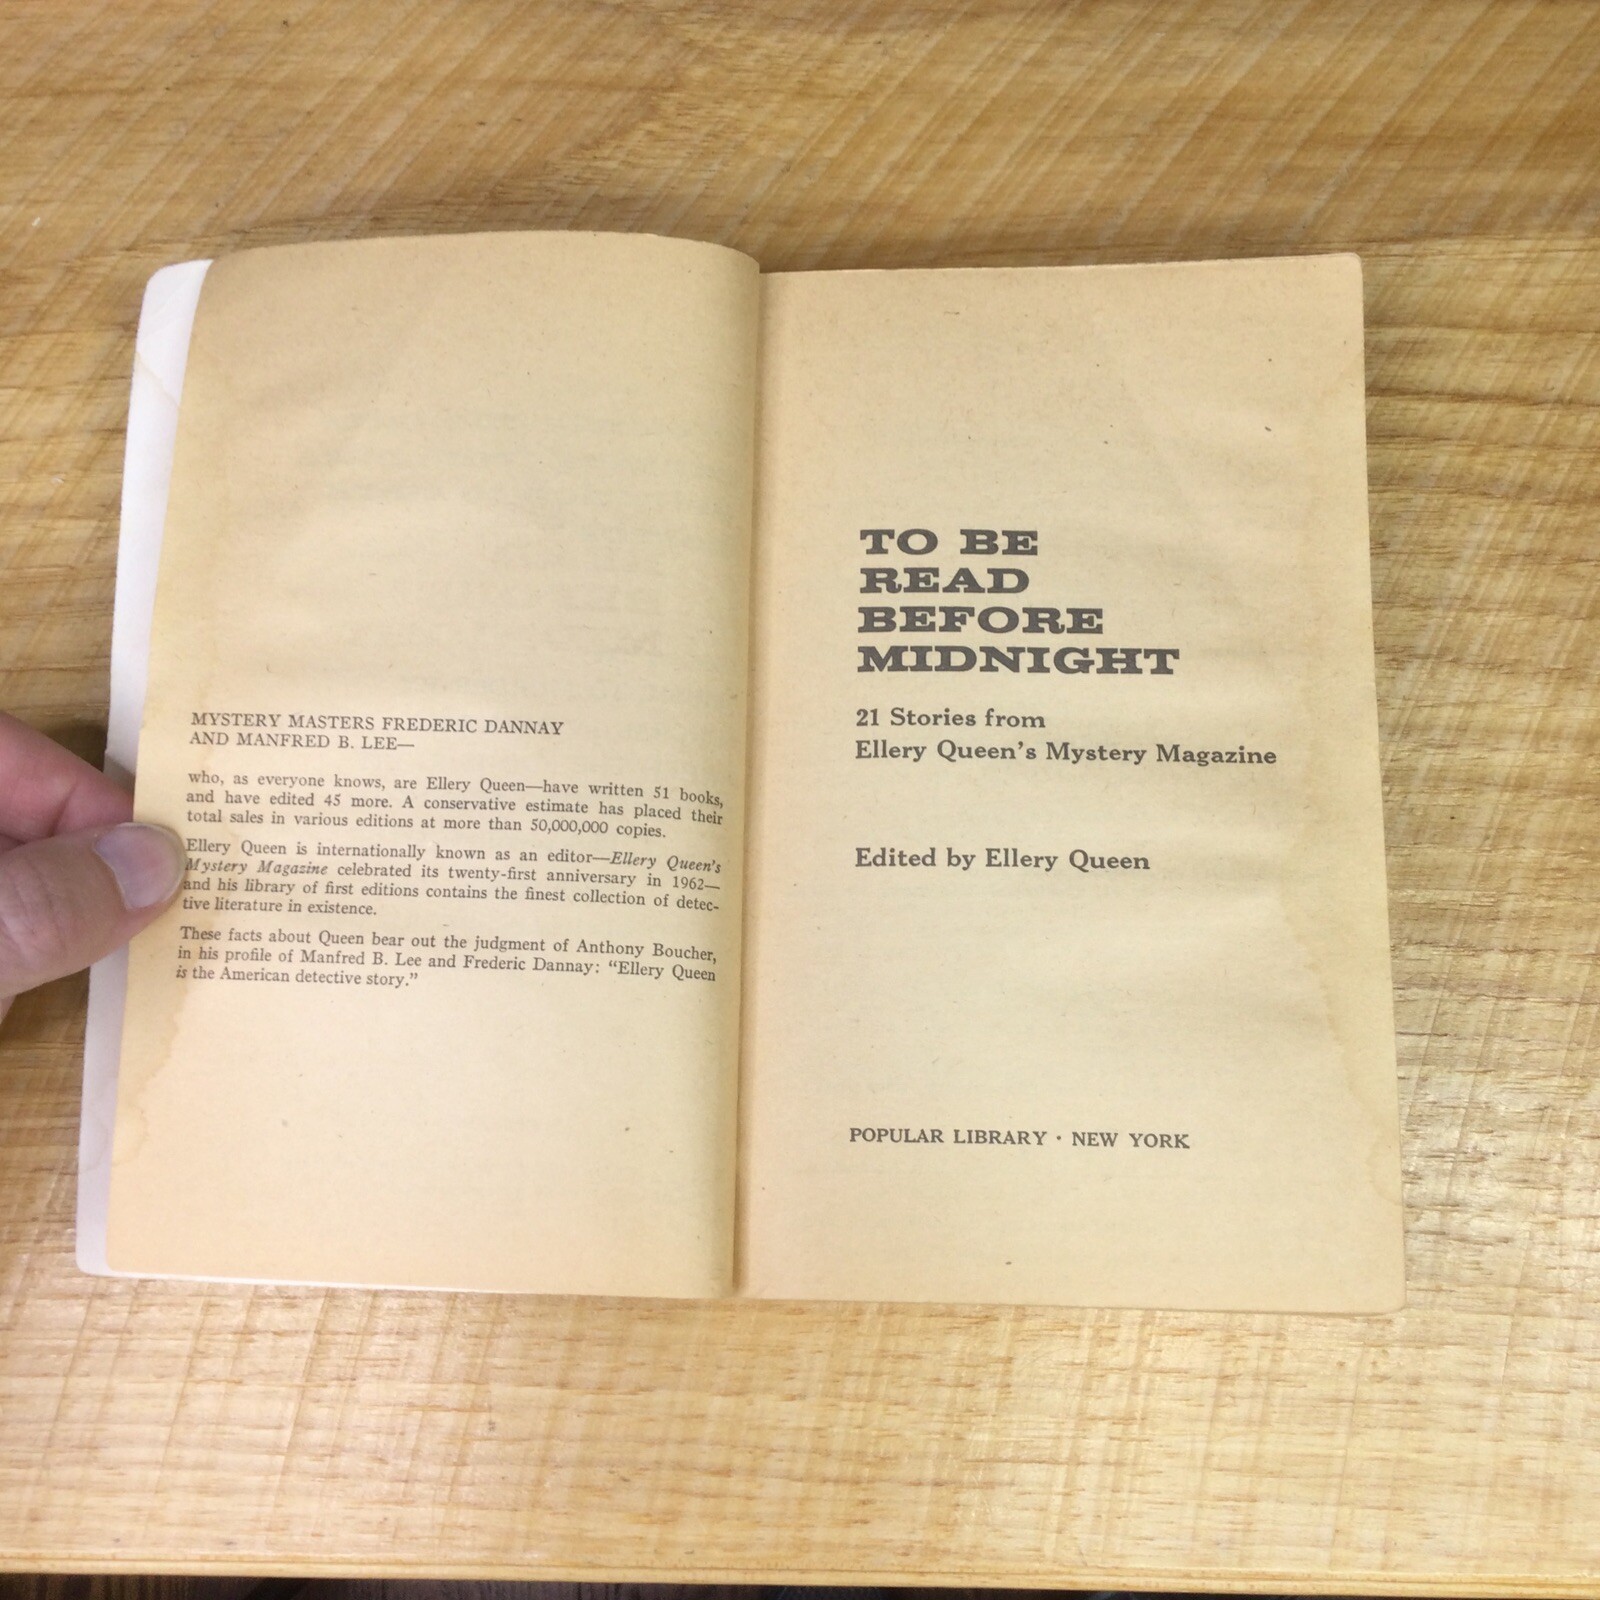 MYSTERY MASTERS FREDERIC DANNAY
AND MANFRED B. LEE—
who, as everyone knows, are Ellery Queen—have written 51 books,
and have edited 45 more. A conservative estimate has placed their
total sales in various editions at more than 50,000,000 copies.
Ellery Queen is internationally known as an editor—Ellery Queen's
Mystery Magazine celebrated its twenty-first anniversary in 1962—
and his library of first editions contains the finest collection of detec-
tive literature in existence.
These facts about Queen bear out the judgment of Anthony Boucher,
in his profile of Manfred B. Lee and Frederic Dannay: "Ellery Queen
is the American detective story."
TO BE
READ
BEFORE
MIDNIGHT
21 Stories from
Ellery Queen's Mystery Magazine
Edited by Ellery Queen
POPULAR LIBRARY · NEW YORK